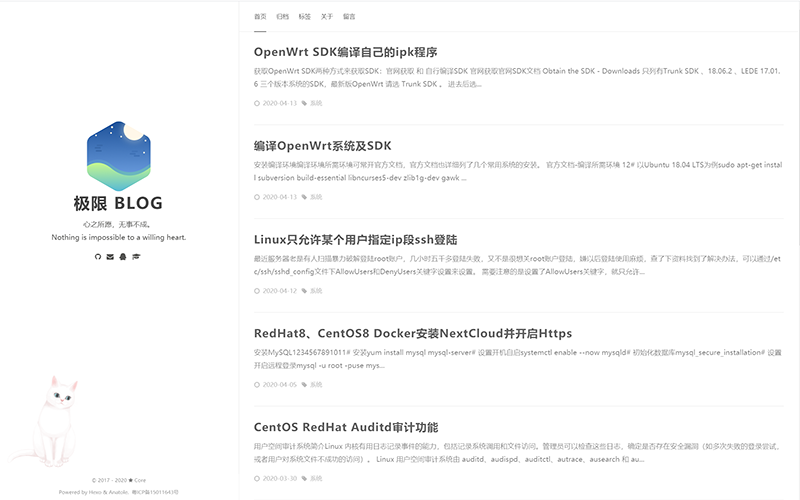 极限 BLOG
心之所愿，无事不成。
Nothing is impossible to a willing heart.
© 2017 - 2020 ★ Core
Powered by Hexo & Anatole. 粤ICP备15011643号
首页 归档 标签 关于 留言
OpenWrt SDK编译自己的ipk程序
获取OpenWrt SDK两种方式来获取SDK：官网获取 和 自行编译SDK 官网获取官网SDK文档 Obtain the SDK - Downloads 只列有Trunk SDK 、18.06.2 、LEDE 17.01.
6 三个版本系统的SDK，最新版OpenWrt 请选 Trunk SDK 。 进去后选...
2020-04-13 系统
编译OpenWrt系统及SDK
安装编译环境编译环境所需环境可常开官方文档，官方文档也详细列了几个常用系统的安装。 官方文档-编译所需环境 12# 以Ubuntu 18.04 LTS为例sudo apt-get instal
l subversion build-essential libncurses5-dev zlib1g-dev gawk ...
2020-04-13 系统
Linux只允许某个用户指定ip段ssh登陆
最近服务器老是有人扫描暴力破解登陆root账户，几小时五千多登陆失败，又不是很想关root账户登陆，嫌以后登陆使用麻烦，查了下资料找到了解决办法，可以通过/et
c/ssh/sshd_config文件下AllowUsers和DenyUsers关键字设置来设置。 需要注意的是设置了AllowUsers关键字，就只允许...
2020-04-12 系统
RedHat8、CentOS8 Docker安装NextCloud并开启Https
安装MySQL1234567891011# 安装yum install mysql mysql-server# 设置开机自启systemctl enable --now mysqld# 初始化数据库mysql_secure_installation# 设置
开启远程登录mysql -u root -puse mys...
2020-04-05 系统
CentOS RedHat Auditd审计功能
用户空间审计系统简介Linux 内核有用日志记录事件的能力，包括记录系统调用和文件访问。管理员可以检查这些日志，确定是否存在安全漏洞（如多次失败的登录尝试，
或者用户对系统文件不成功的访问）。 Linux 用户空间审计系统由 auditd、audispd、auditctl、autrace、ausearch 和 au...
2020-03-30 系统